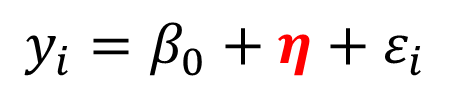 yᵢ = β₀ + η + εᵢ